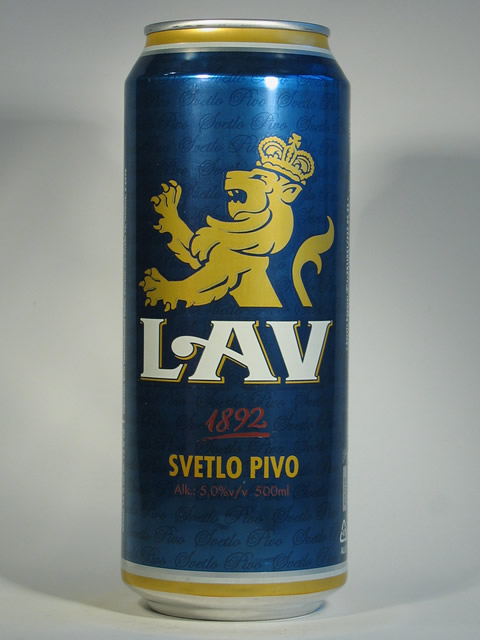 LAV
1892
SVETLO PIVO
Alk.: 5,0%v/v 500ml